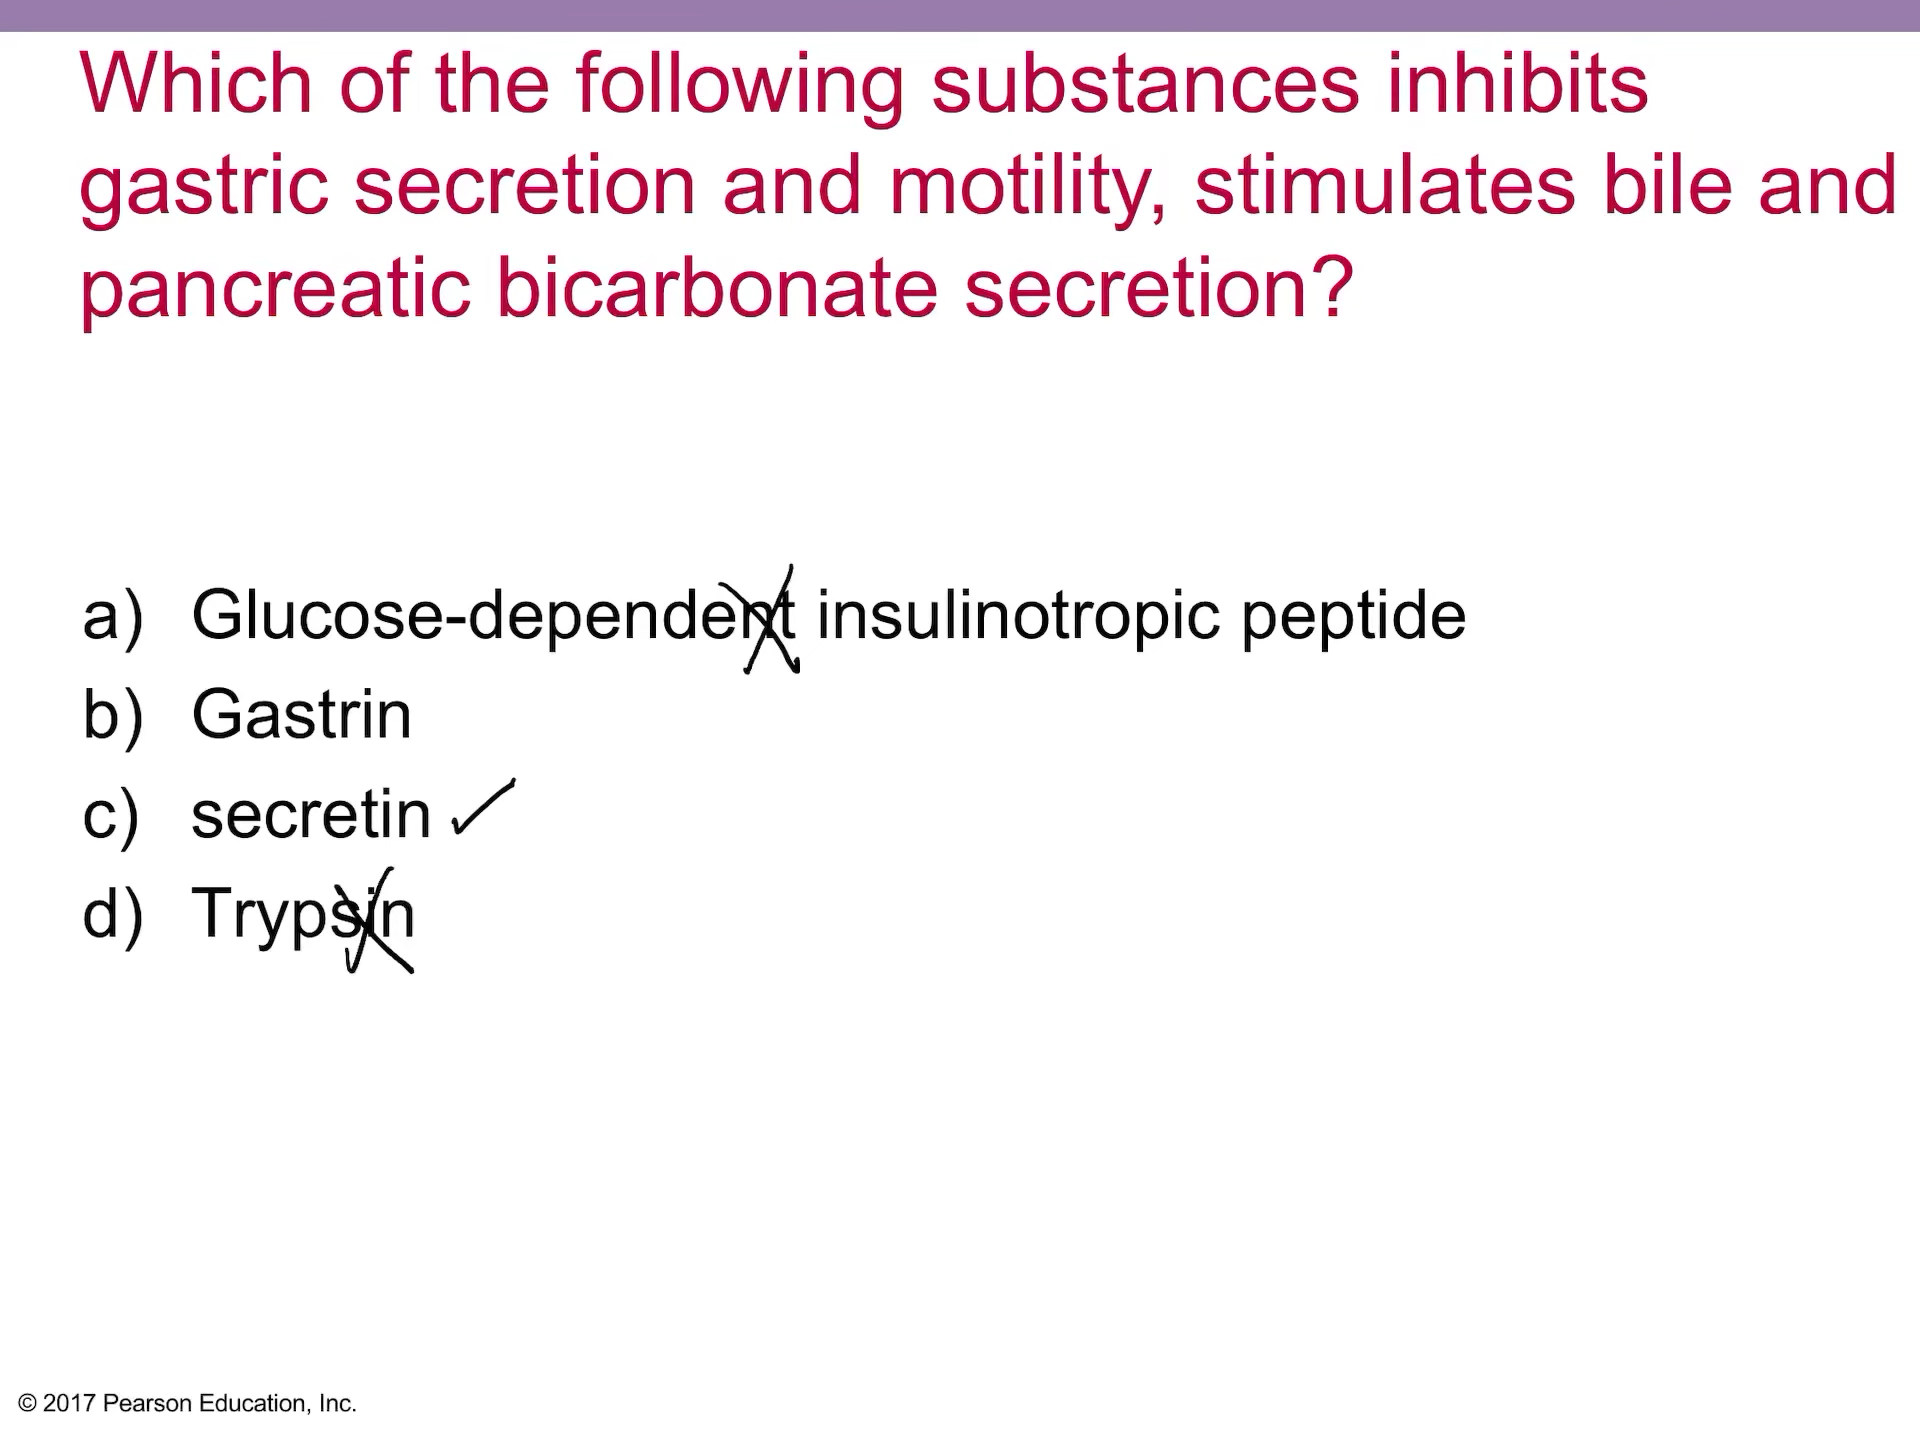 Which of the following substances inhibits
gastric secretion and motility, stimulates bile and
pancreatic bicarbonate secretion?
a) Glucose-dependent insulinotropic peptide
b) Gastrin
c) secretin ✓
d) Trypsin
© 2017 Pearson Education, Inc.